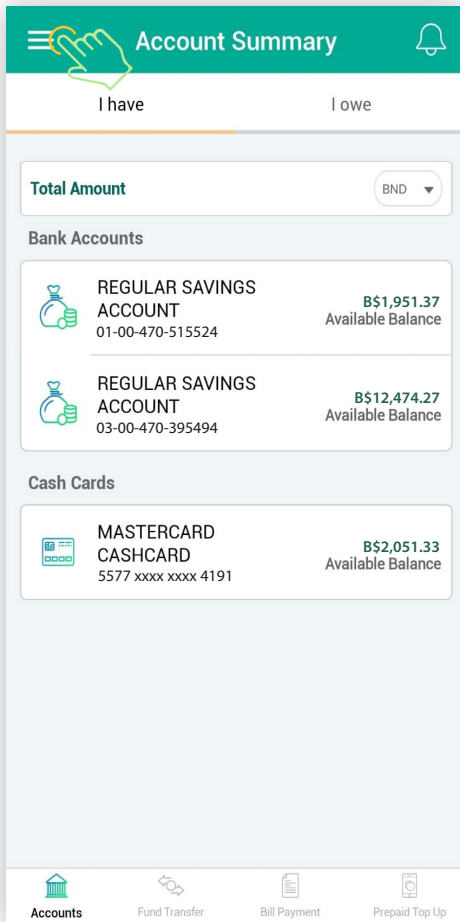 Account Summary
I have I owe
Total Amount BND
Bank Accounts
REGULAR SAVINGS
ACCOUNT
01-00-470-515524
B$1,951.37
Available Balance
REGULAR SAVINGS
ACCOUNT
03-00-470-395494
B$12,474.27
Available Balance
Cash Cards
MASTERCARD
CASHCARD
5577 xxxx xxxx 4191
B$2,051.33
Available Balance
Accounts Fund Transfer Bill Payment Prepaid Top Up